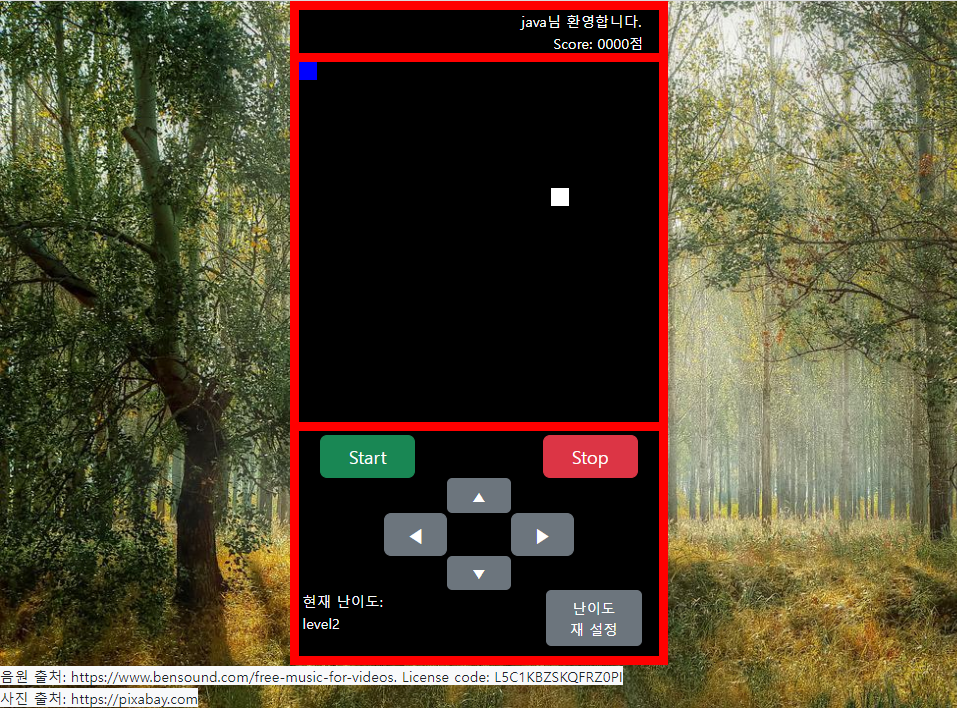 java님 환영합니다.
Score: 0000점
Start
Stop
▲
◀
▶
▼
현재 난이도:
level2
난이도
재 설정
음원 출처: https://www.bensound.com/free-music-for-videos. License code: L5C1KBZSKQFRZ0PI
사진 출처: https://pixabay.com